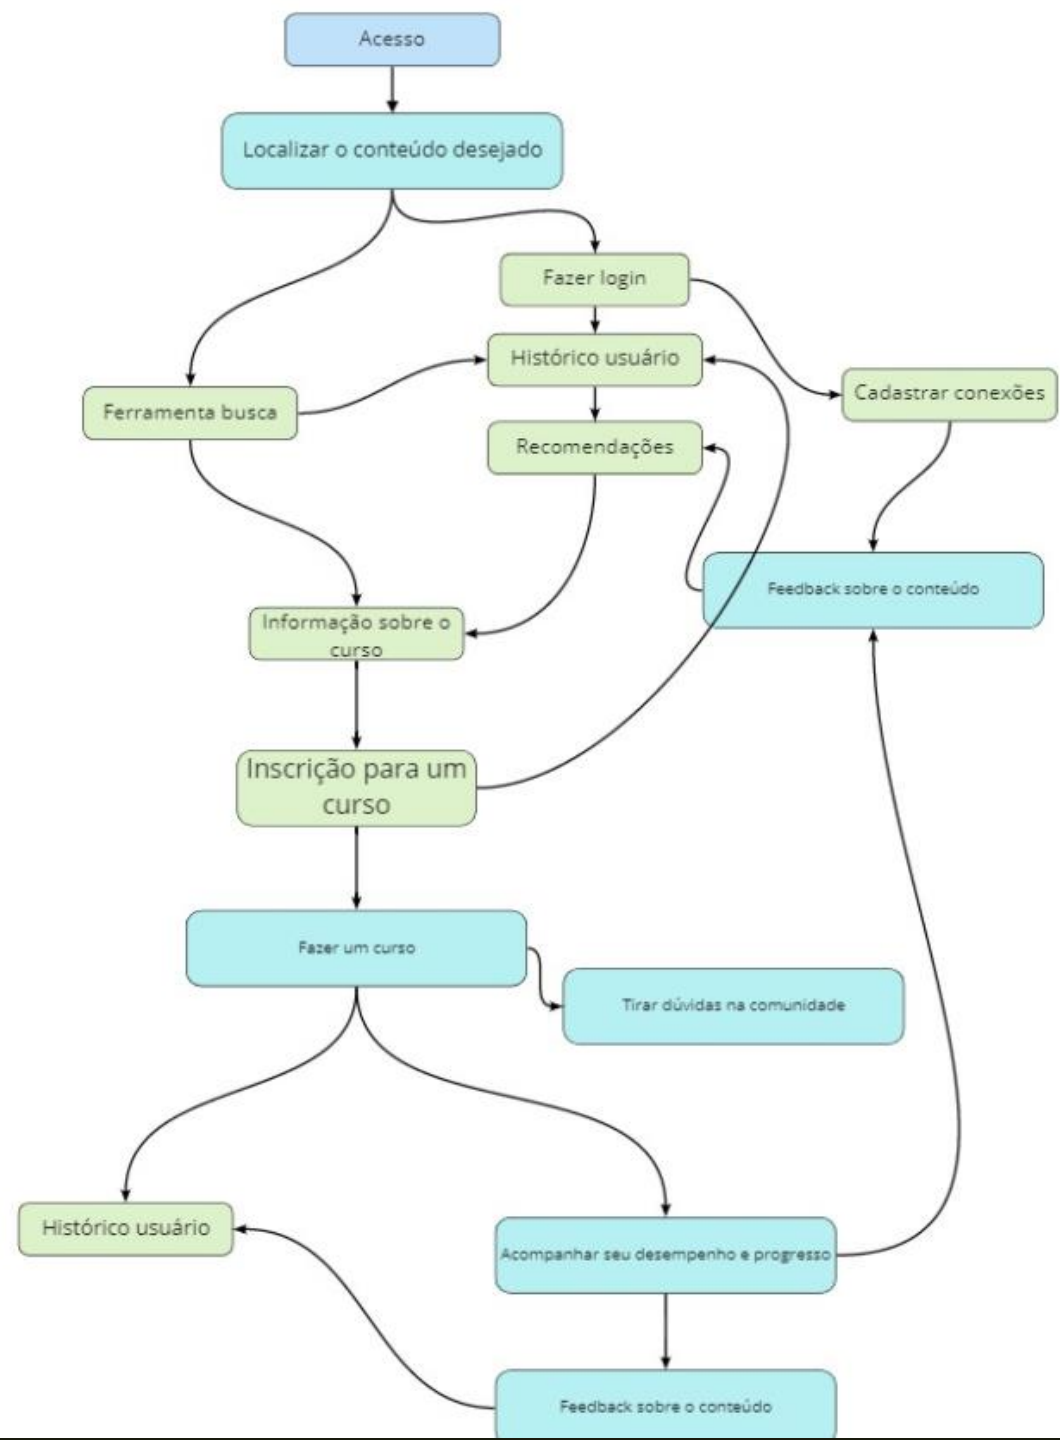 Acesso
Localizar o conteúdo desejado
Fazer login
Histórico usuário
Cadastrar conexões
Ferramenta busca
Recomendações
Feedback sobre o conteúdo
Informação sobre o
curso
Inscrição para um
curso
Fazer um curso
Tirar dúvidas na comunidade
Histórico usuário
Acompanhar seu desempenho e progresso
Feedback sobre o conteúdo